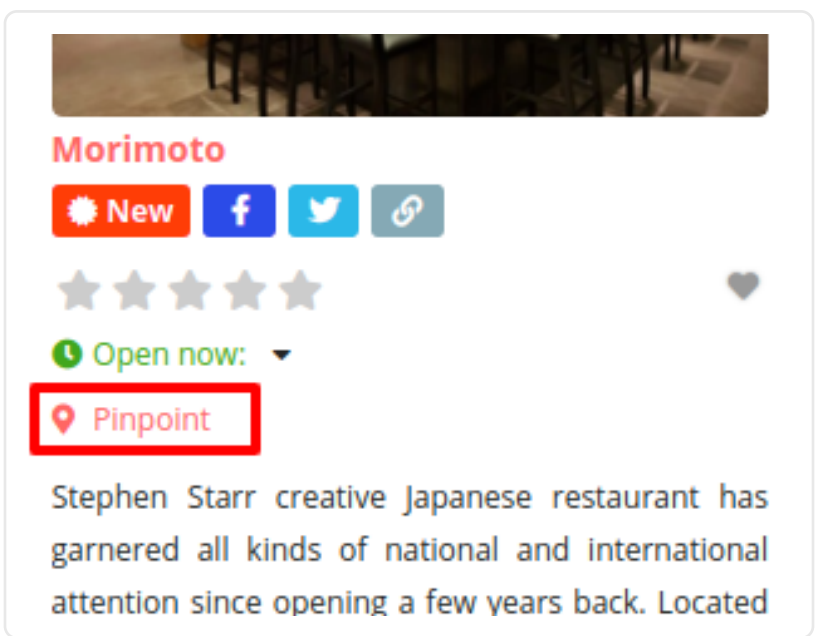 Morimoto
New
Open now:
Pinpoint
Stephen Starr creative Japanese restaurant has
garnered all kinds of national and international
attention since opening a few years back. Located